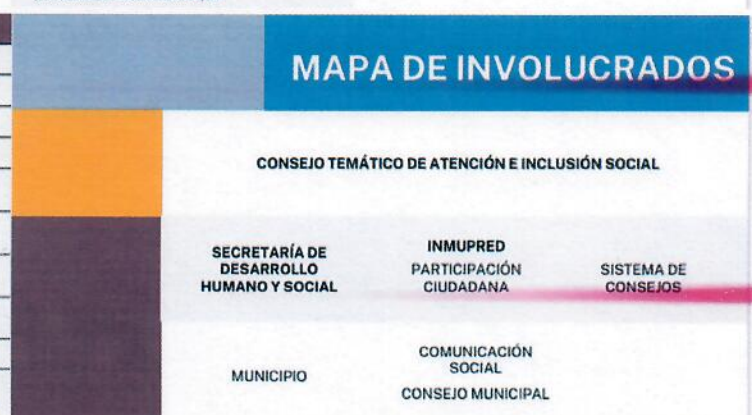 MAPA DE INVOLUCRADOS
CONSEJO TEMÁTICO DE ATENCIÓN E INCLUSIÓN SOCIAL
SECRETARÍA DE
DESARROLLO
HUMANO Y SOCIAL
INMUPRED
PARTICIPACIÓN
CIUDADANA
SISTEMA DE
CONSEJOS
MUNICIPIO
COMUNICACIÓN
SOCIAL
CONSEJO MUNICIPAL